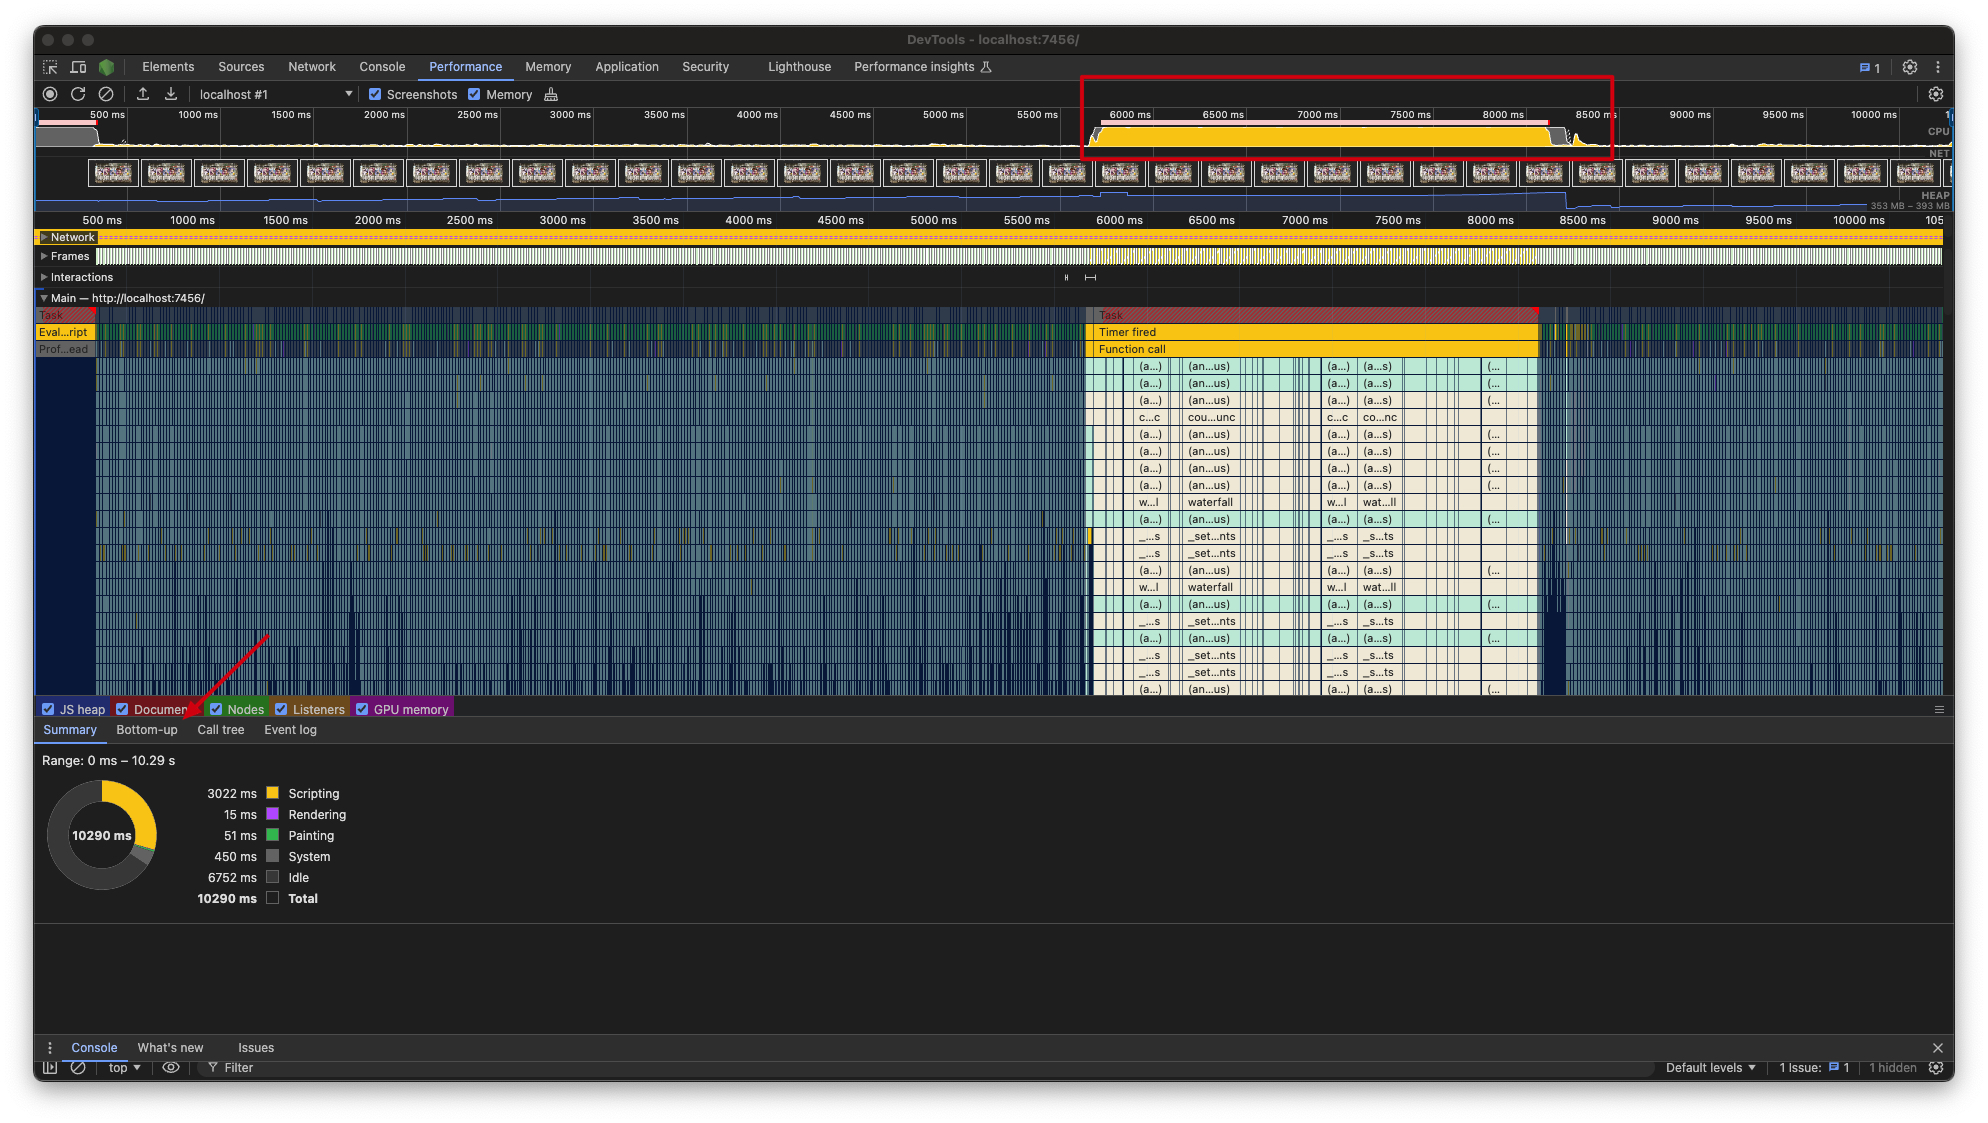 DevTools - localhost:7456/
Elements Sources Network Console Performance Memory Application Security Lighthouse Performance insights 1
localhost #1 Screenshots Memory
500 ms 1000 ms 1500 ms 2000 ms 2500 ms 3000 ms 3500 ms 4000 ms 4500 ms 5000 ms 5500 ms 6000 ms 6500 ms 7000 ms 7500 ms 8000 ms 8500 ms 9000 ms 9500 ms 10000 ms
CPU
NET
HEAP
353 MB – 393 MB
500 ms 1000 ms 1500 ms 2000 ms 2500 ms 3000 ms 3500 ms 4000 ms 4500 ms 5000 ms 5500 ms 6000 ms 6500 ms 7000 ms 7500 ms 8000 ms 8500 ms 9000 ms 9500 ms 10000 ms 105
Network
Frames
Interactions
Main — http://localhost:7456/
Task Task
Eval...ript Timer fired
Prof...ead Function call
(a...) (an...us) (a...) (a...s) (...
(a...) (an...us) (a...) (a...s) (...
(a...) (an...us) (a...) (a...s) (...
c...c cou...unc c...c co...nc
(a...) (an...us) (a...) (a...s) (...
(a...) (an...us) (a...) (a...s) (...
(a...) (an...us) (a...) (a...s) (...
(a...) (an...us) (a...) (a...s) (...
w...l waterfall w...l wat...ll
(a...) (an...us) (a...) (a...s) (...
_...s _set...nts _...s _s...ts
_...s _set...nts _...s _s...ts
(a...) (an...us) (a...) (a...s) (...
w...l waterfall w...l wat...ll
(a...) (an...us) (a...) (a...s) (...
_...s _set...nts _...s _s...ts
(a...) (an...us) (a...) (a...s) (...
_...s _set...nts _...s _s...ts
_...s _set...nts _...s _s...ts
(a...) (an...us) (a...) (a...s) (...
JS heap Documen Nodes Listeners GPU memory
Summary Bottom-up Call tree Event log
Range: 0 ms – 10.29 s
10290 ms
3022 ms Scripting
15 ms Rendering
51 ms Painting
450 ms System
6752 ms Idle
10290 ms Total
Console What's new Issues
top Filter Default levels 1 Issue: 1 1 hidden